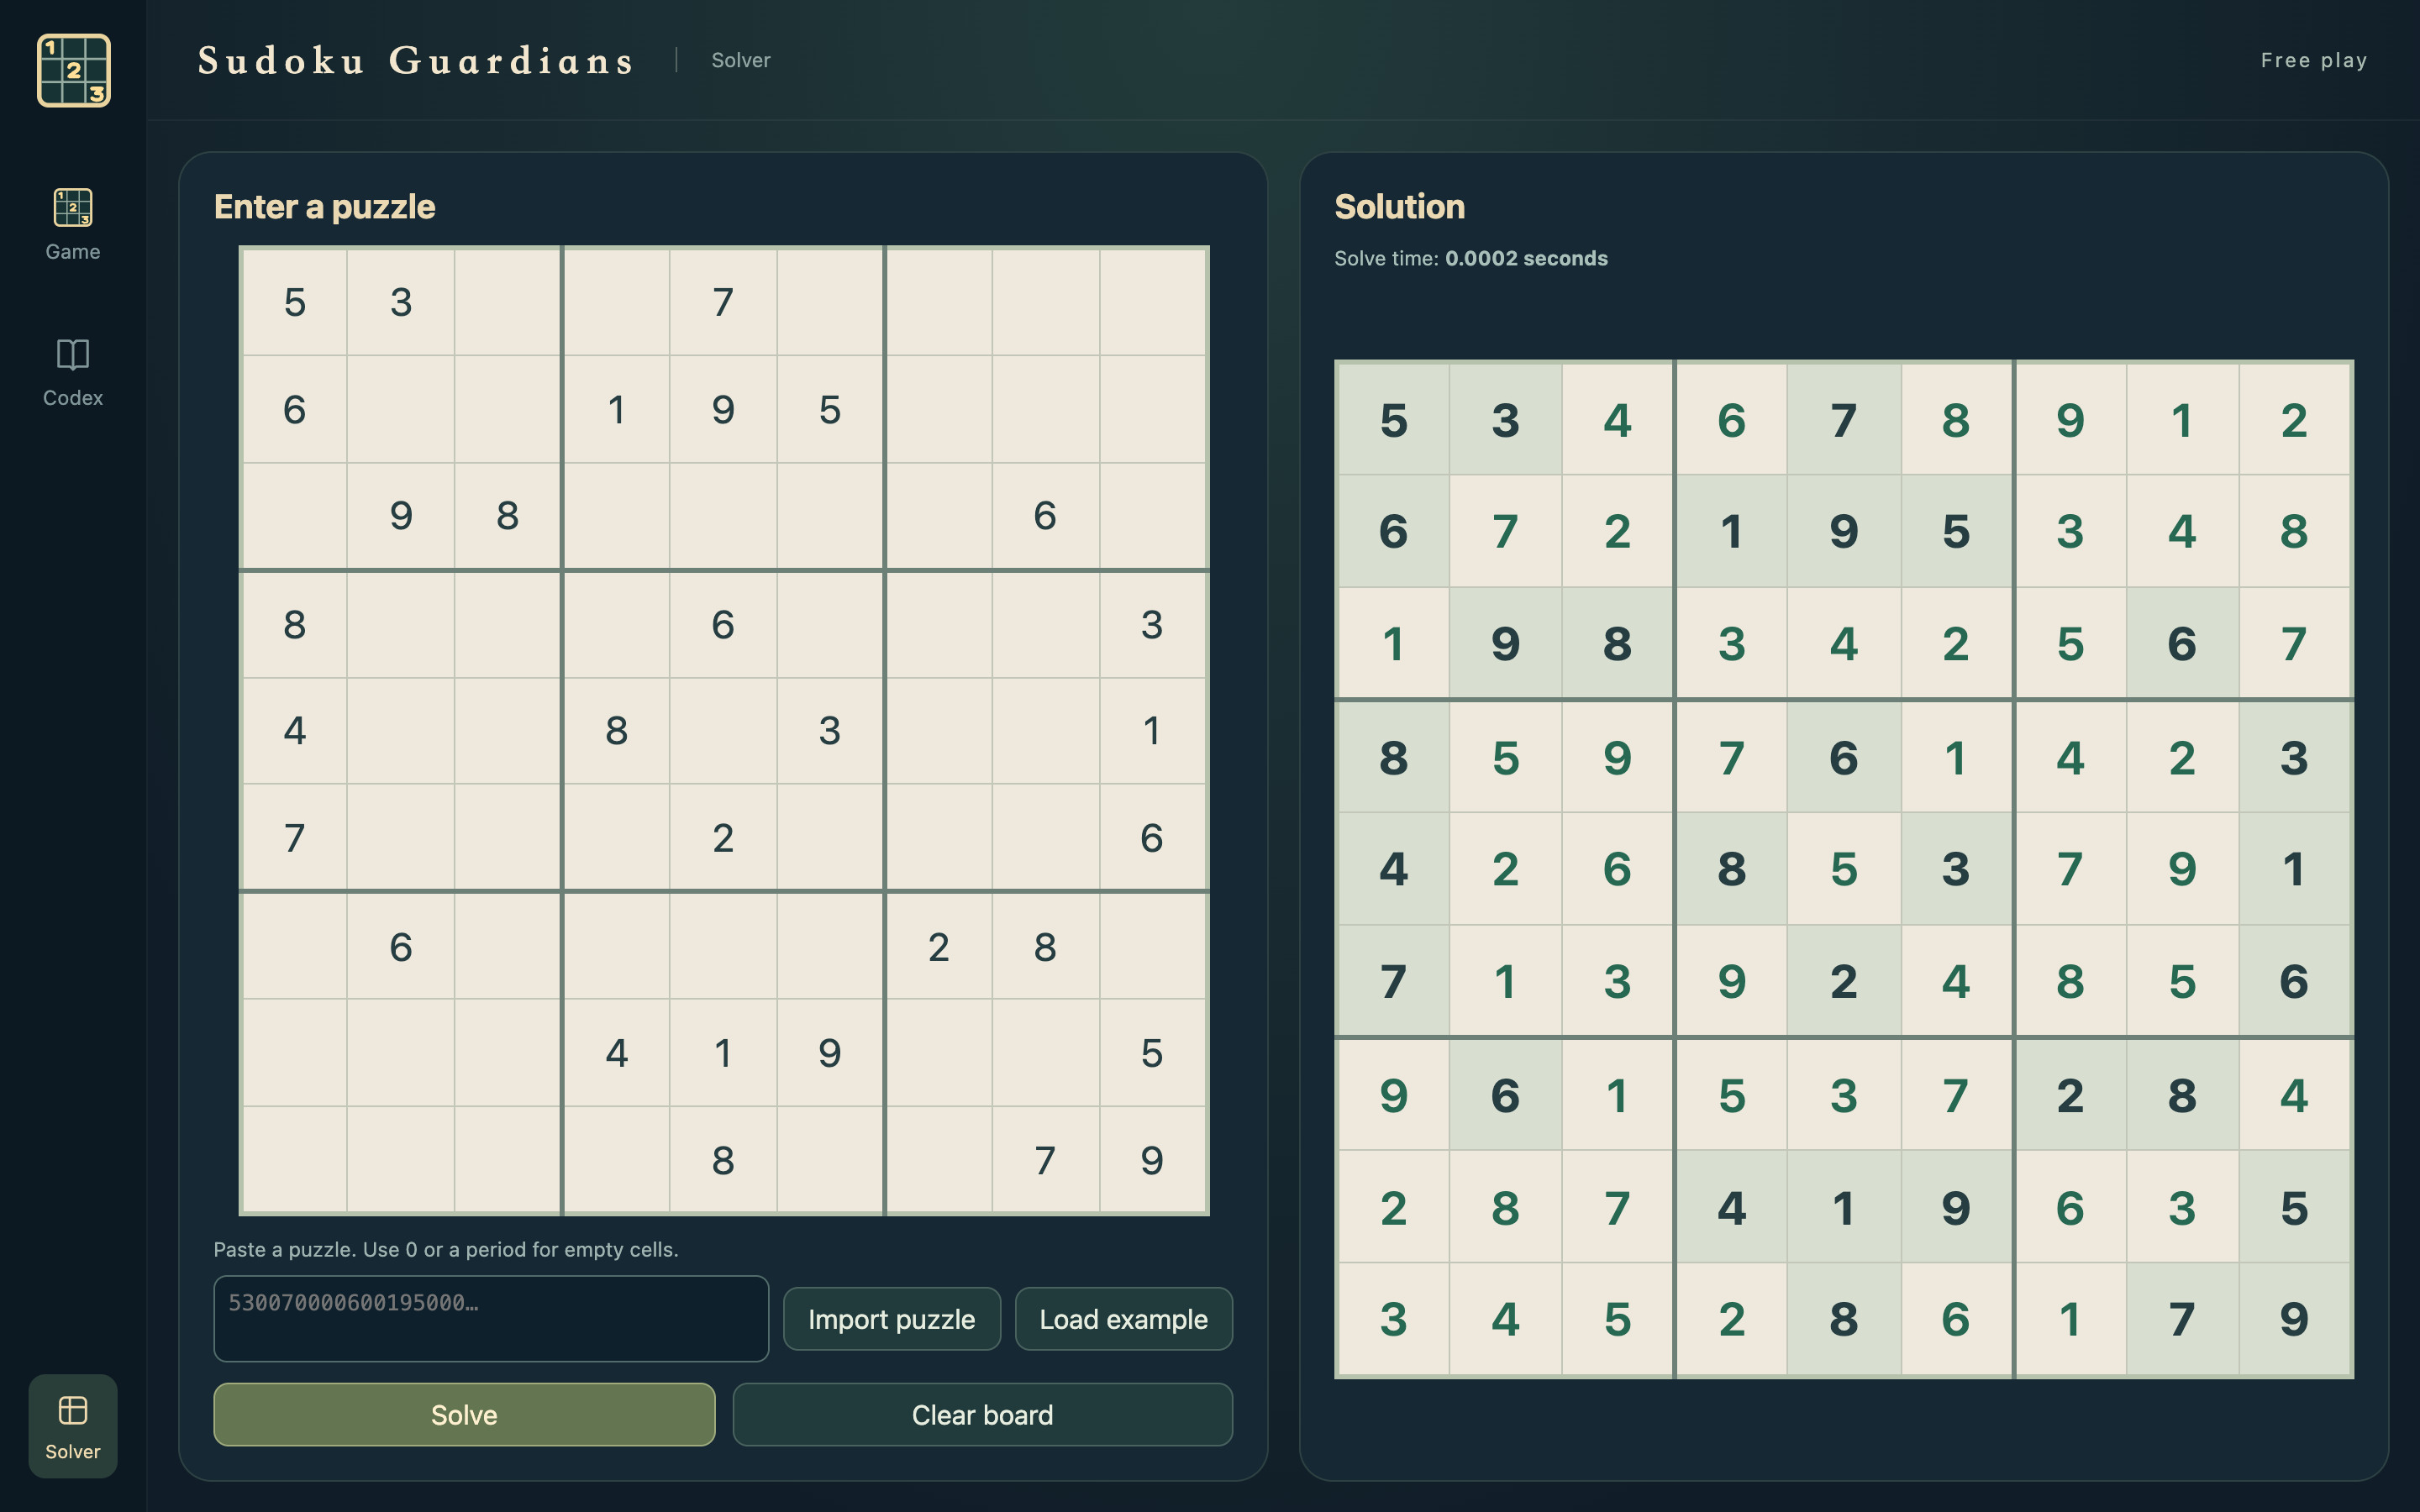 1
2
3
Sudoku Guardians
Solver
Free play
1
2
3
Game
Codex
Solver
Enter a puzzle
5 3 7
6 1 9 5
9 8 6
8 6 3
4 8 3 1
7 2 6
6 2 8
4 1 9 5
8 7 9
Paste a puzzle. Use 0 or a period for empty cells.
530070000600195000…
Import puzzle
Load example
Solve
Clear board
Solution
Solve time: 0.0002 seconds
5 3 4 6 7 8 9 1 2
6 7 2 1 9 5 3 4 8
1 9 8 3 4 2 5 6 7
8 5 9 7 6 1 4 2 3
4 2 6 8 5 3 7 9 1
7 1 3 9 2 4 8 5 6
9 6 1 5 3 7 2 8 4
2 8 7 4 1 9 6 3 5
3 4 5 2 8 6 1 7 9